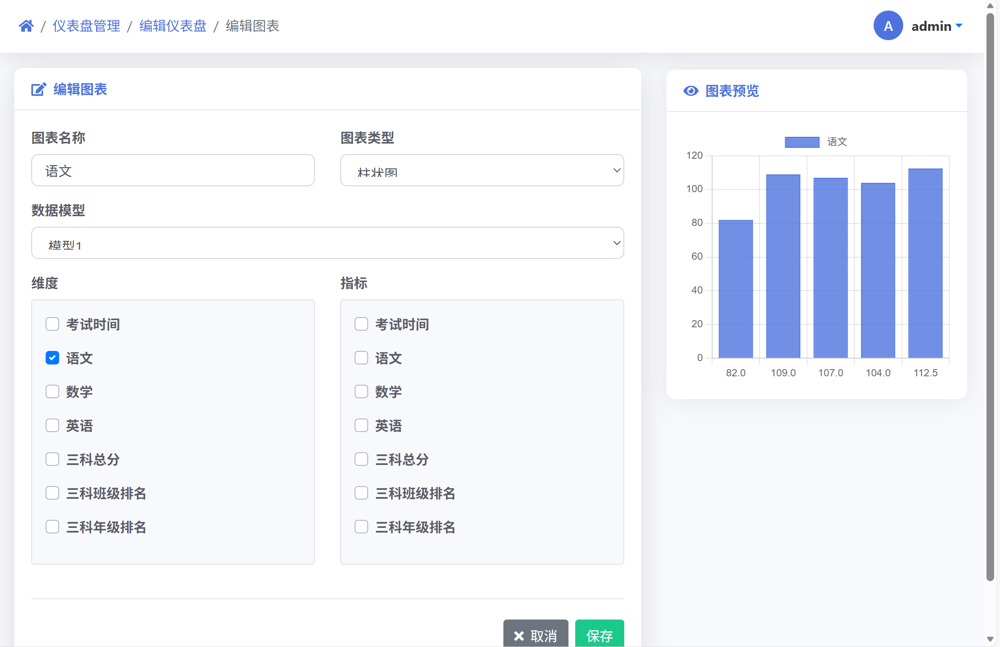 / 仪表盘管理 / 编辑仪表盘 / 编辑图表
A admin
编辑图表
图表名称
语文
图表类型
柱状图
数据模型
模型1
维度
考试时间
语文
数学
英语
三科总分
三科班级排名
三科年级排名
指标
考试时间
语文
数学
英语
三科总分
三科班级排名
三科年级排名
取消
保存
图表预览
语文
120
100
80
60
40
20
0
82.0 109.0 107.0 104.0 112.5